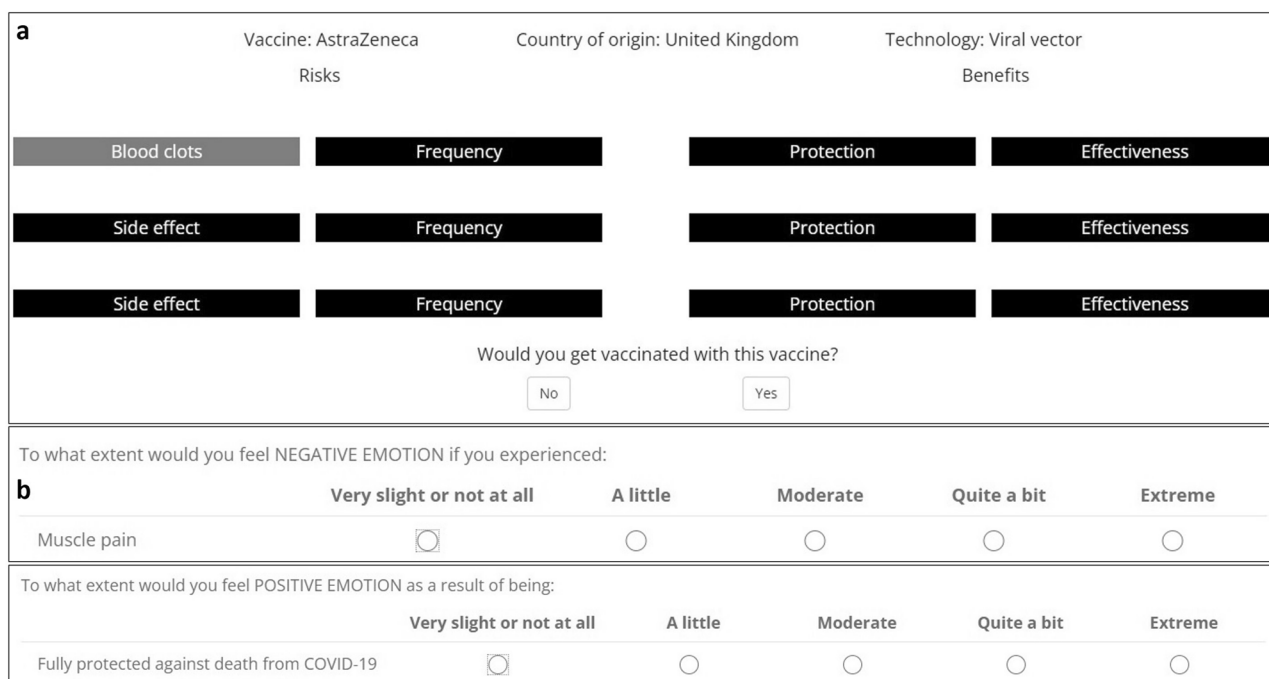 a
Vaccine: AstraZeneca Country of origin: United Kingdom Technology: Viral vector
Risks Benefits
Blood clots Frequency Protection Effectiveness
Side effect Frequency Protection Effectiveness
Side effect Frequency Protection Effectiveness
Would you get vaccinated with this vaccine?
No Yes
To what extent would you feel NEGATIVE EMOTION if you experienced:
b Very slight or not at all A little Moderate Quite a bit Extreme
Muscle pain
To what extent would you feel POSITIVE EMOTION as a result of being:
Very slight or not at all A little Moderate Quite a bit Extreme
Fully protected against death from COVID-19